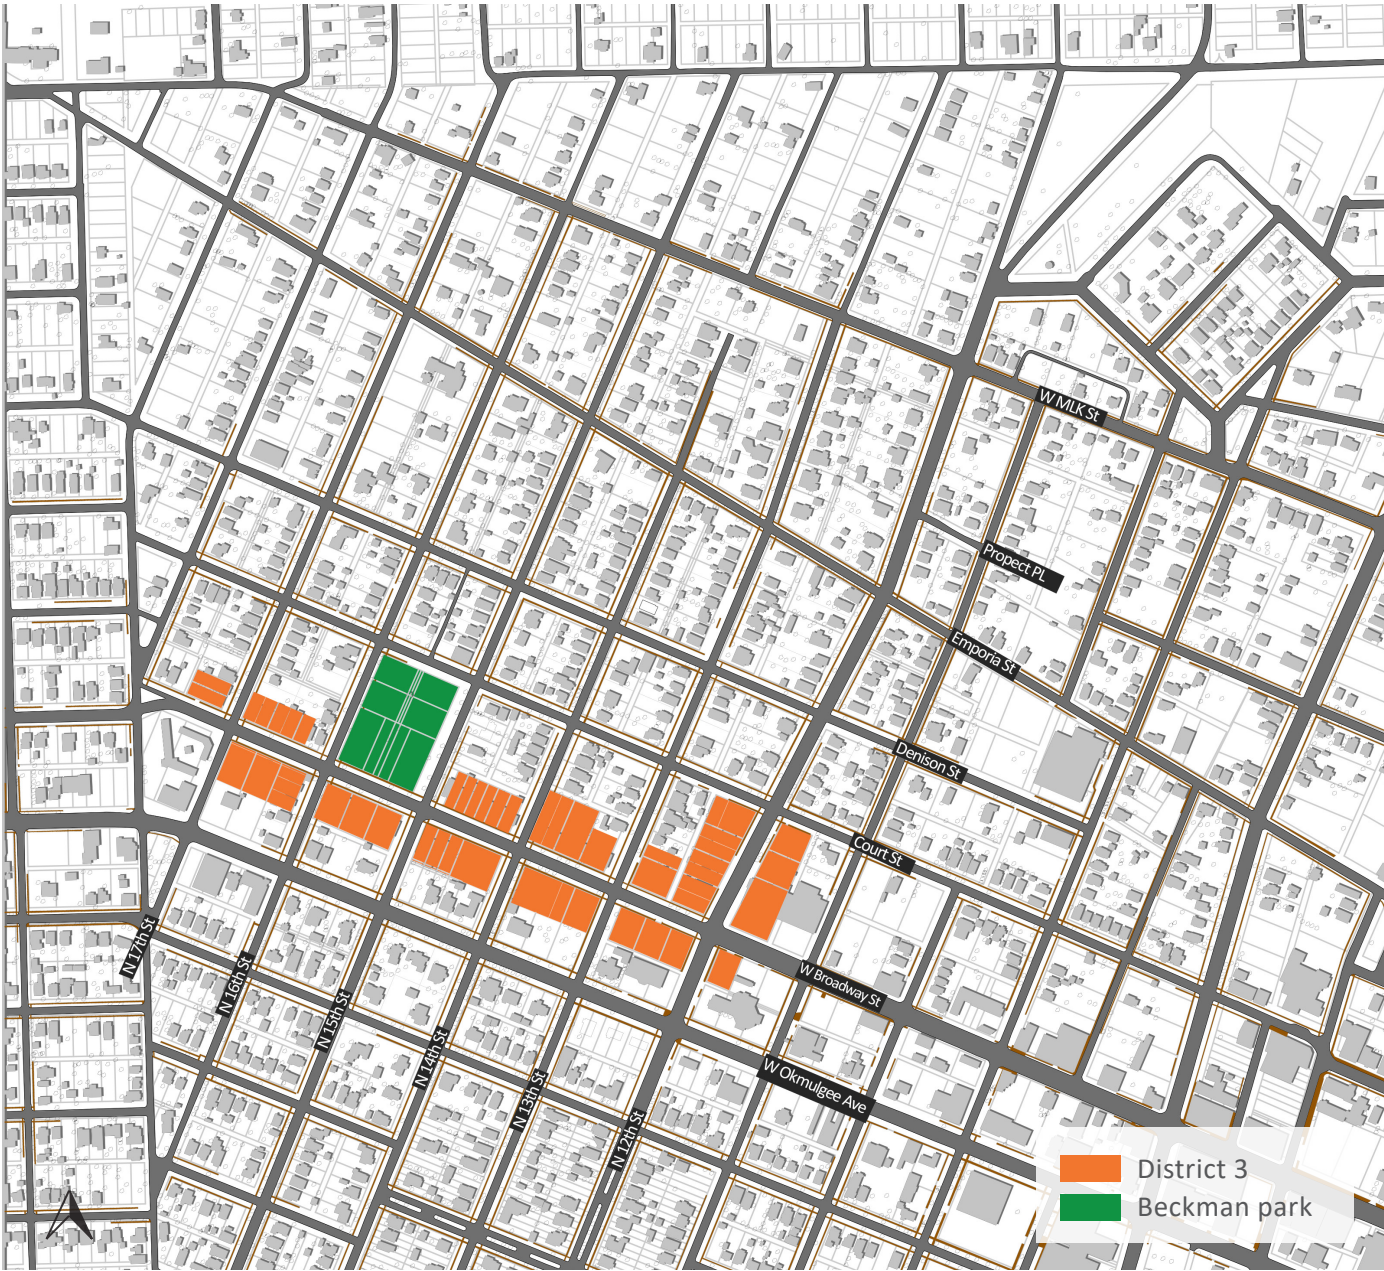 W MLK St
Propect PL
Emporia St
Denison St
Court St
N 17th St
N 16th St
W Broadway St
N 15th St
N 14th St
W Okmulgee Ave
N 13th St
N 12th St
District 3
Beckman park